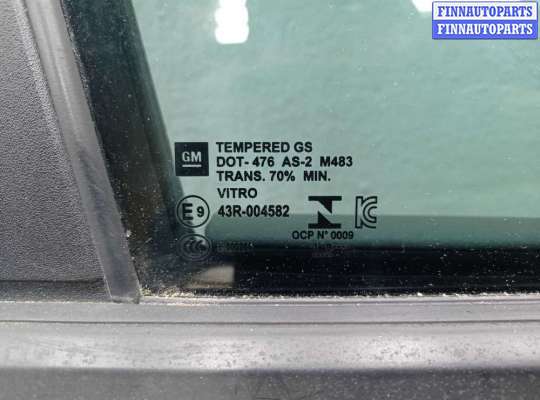 FINNAUTOPARTS
FINNAUTOPARTS
GM
TEMPERED GS
DOT- 476 AS-2 M483
TRANS. 70% MIN.
VITRO
E9 43R-004582
OCP N° 0009